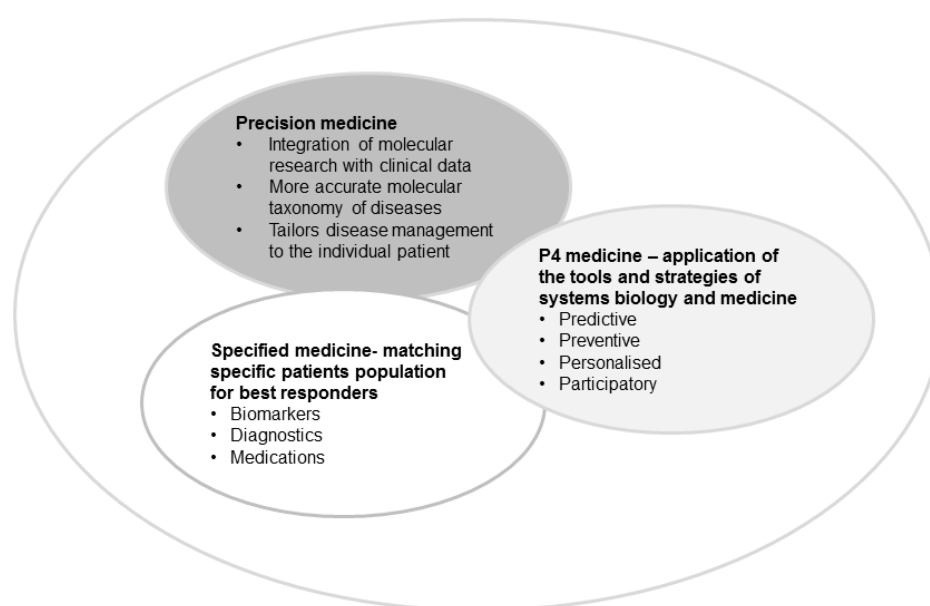 Precision medicine
• Integration of molecular
research with clinical data
• More accurate molecular
taxonomy of diseases
• Tailors disease management
to the individual patient
P4 medicine – application of
the tools and strategies of
systems biology and medicine
• Predictive
• Preventive
• Personalised
• Participatory
Specified medicine- matching
specific patients population
for best responders
• Biomarkers
• Diagnostics
• Medications